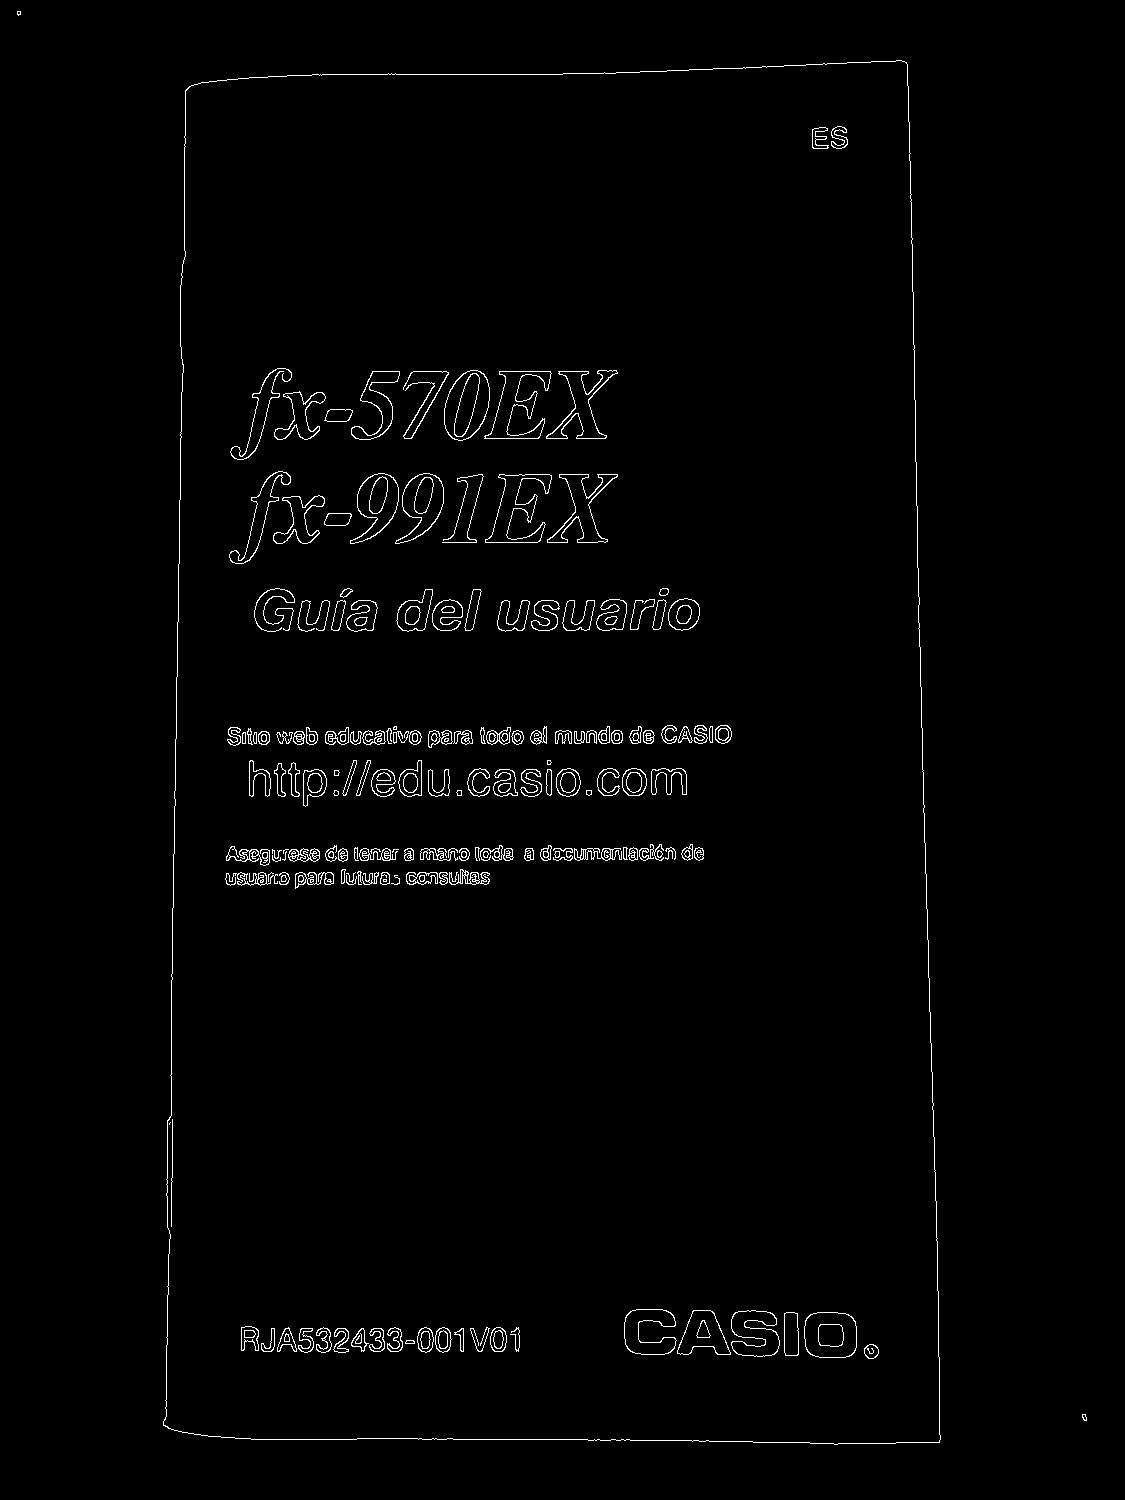 ES
fx-570EX
fx-991EX
Guía del usuario
Sitio web educativo para todo el mundo de CASIO
http://edu.casio.com
Asegúrese de tener a mano toda la documentación de
usuario para futuras consultas
RJA532433-001V01
CASIO®